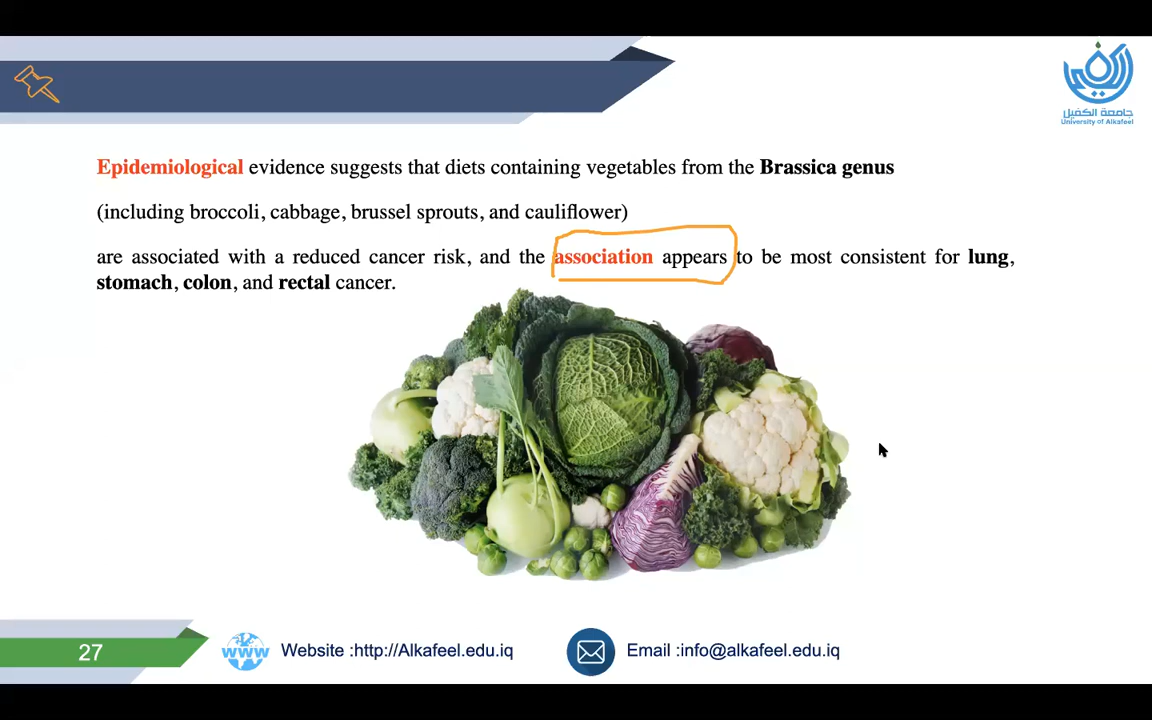 جامعة الكفيل
University of Alkafeel
Epidemiological evidence suggests that diets containing vegetables from the Brassica genus
(including broccoli, cabbage, brussel sprouts, and cauliflower)
are associated with a reduced cancer risk, and the association appears to be most consistent for lung,
stomach, colon, and rectal cancer.
27
www
Website :http://Alkafeel.edu.iq
Email :info@alkafeel.edu.iq